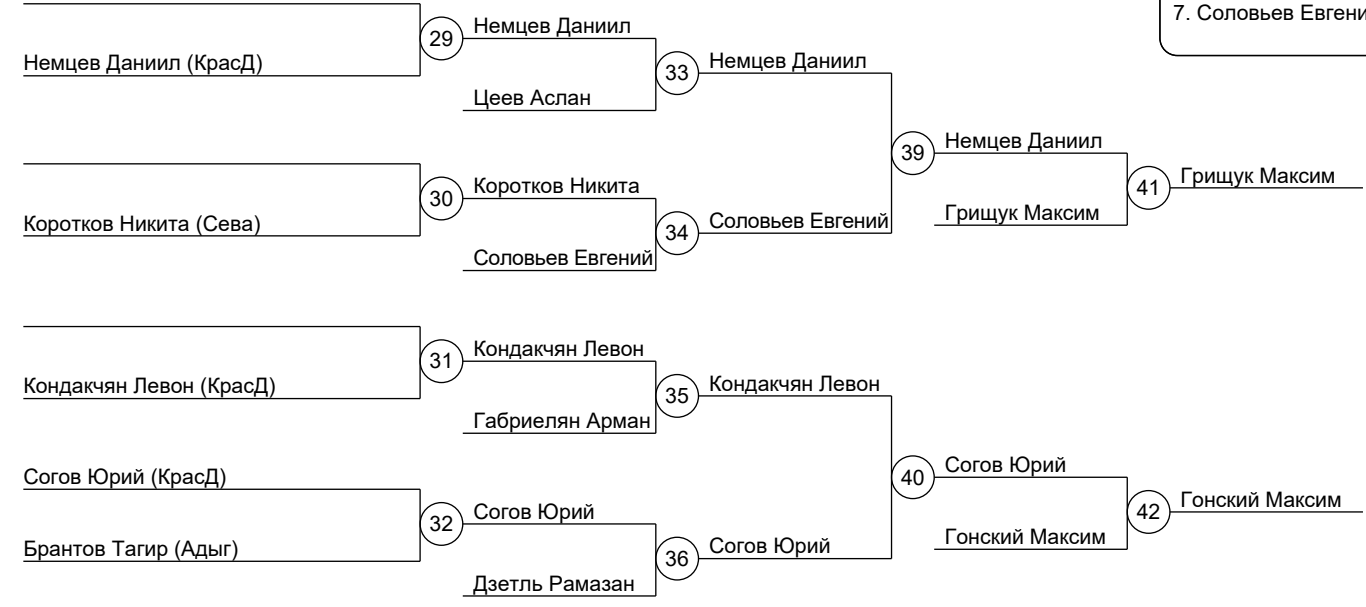 7. Соловьев Евгени
Немцев Даниил
29
Немцев Даниил (КрасД)
Немцев Даниил
33
Цеев Аслан
Немцев Даниил
39
Грищук Максим
41
Коротков Никита
30
Коротков Никита (Сева)
Соловьев Евгений
34
Грищук Максим
Соловьев Евгений
Кондакчян Левон
31
Кондакчян Левон (КрасД)
Кондакчян Левон
35
Габриелян Арман
Согов Юрий
40
Согов Юрий (КрасД)
Гонский Максим
42
Согов Юрий
32
Гонский Максим
Брантов Тагир (Адыг)
Согов Юрий
36
Дзетль Рамазан